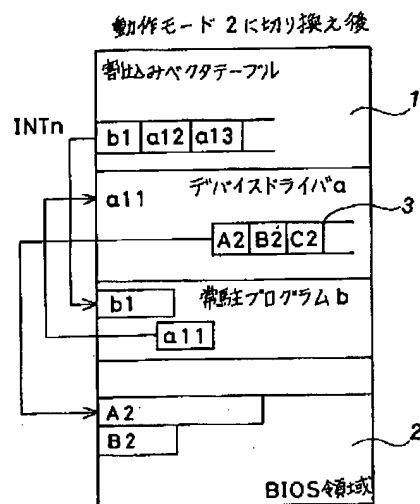 動作モード 2 に切り換え後
割込みベクタテーブル
1
INTn
b1 a12 a13
デバイスドライバa
a11
3
A2 B2 C2
常駐プログラム b
b1
a11
A2
B2
2
BIOS領域